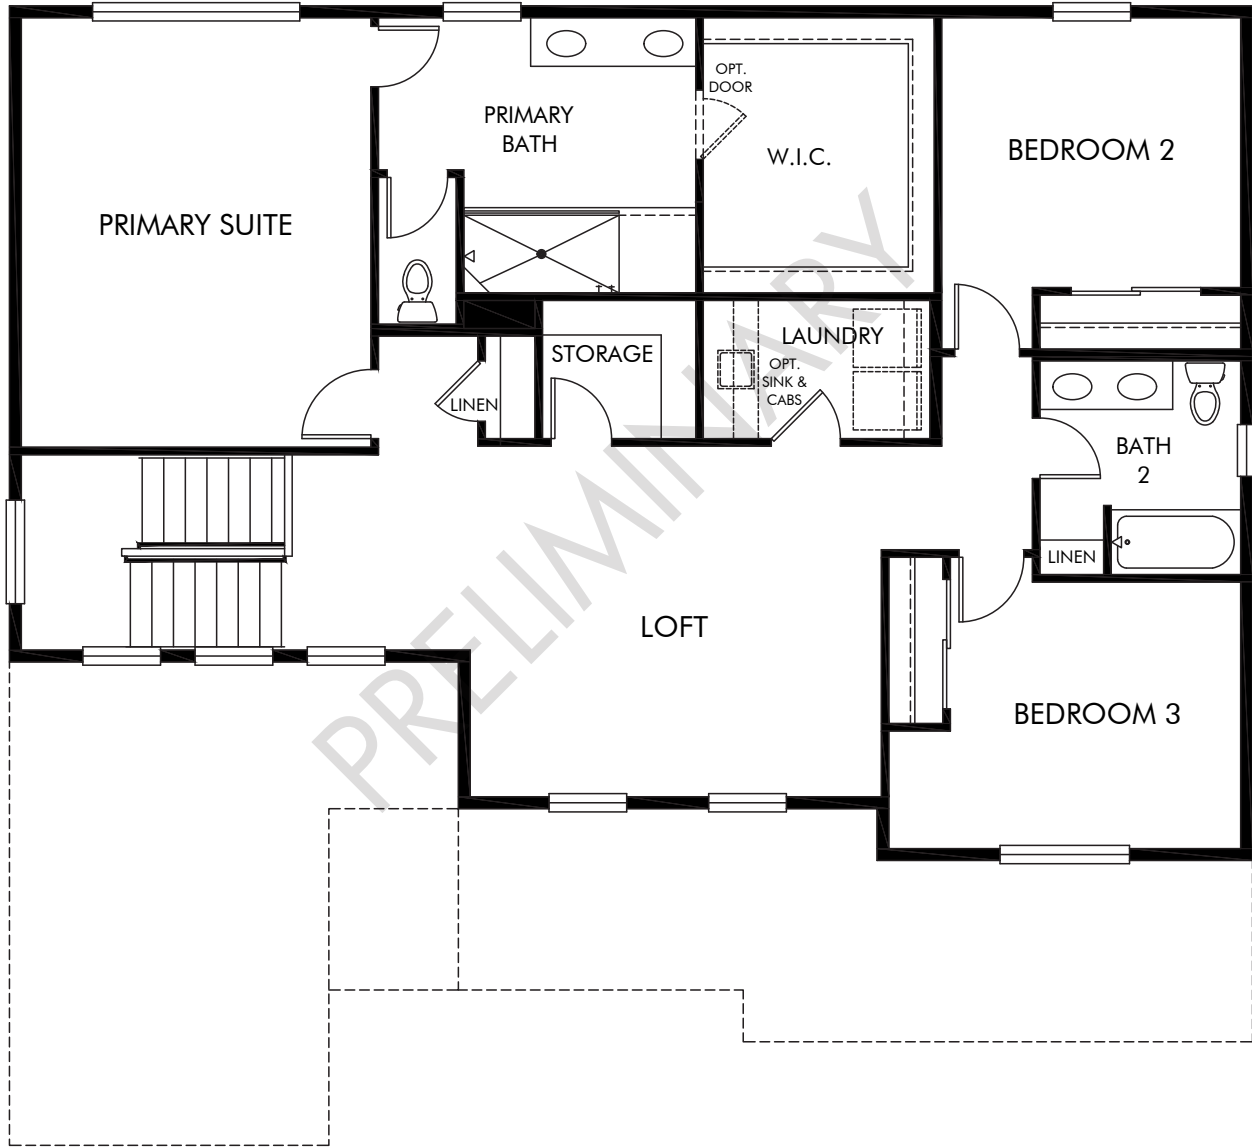 OPT.
DOOR
PRIMARY
BATH
W.I.C.
BEDROOM 2
PRIMARY SUITE
LAUNDRY
STORAGE
OPT.
SINK &
CABS
LINEN
BATH
2
LINEN
LOFT
BEDROOM 3
PRELIMINARY